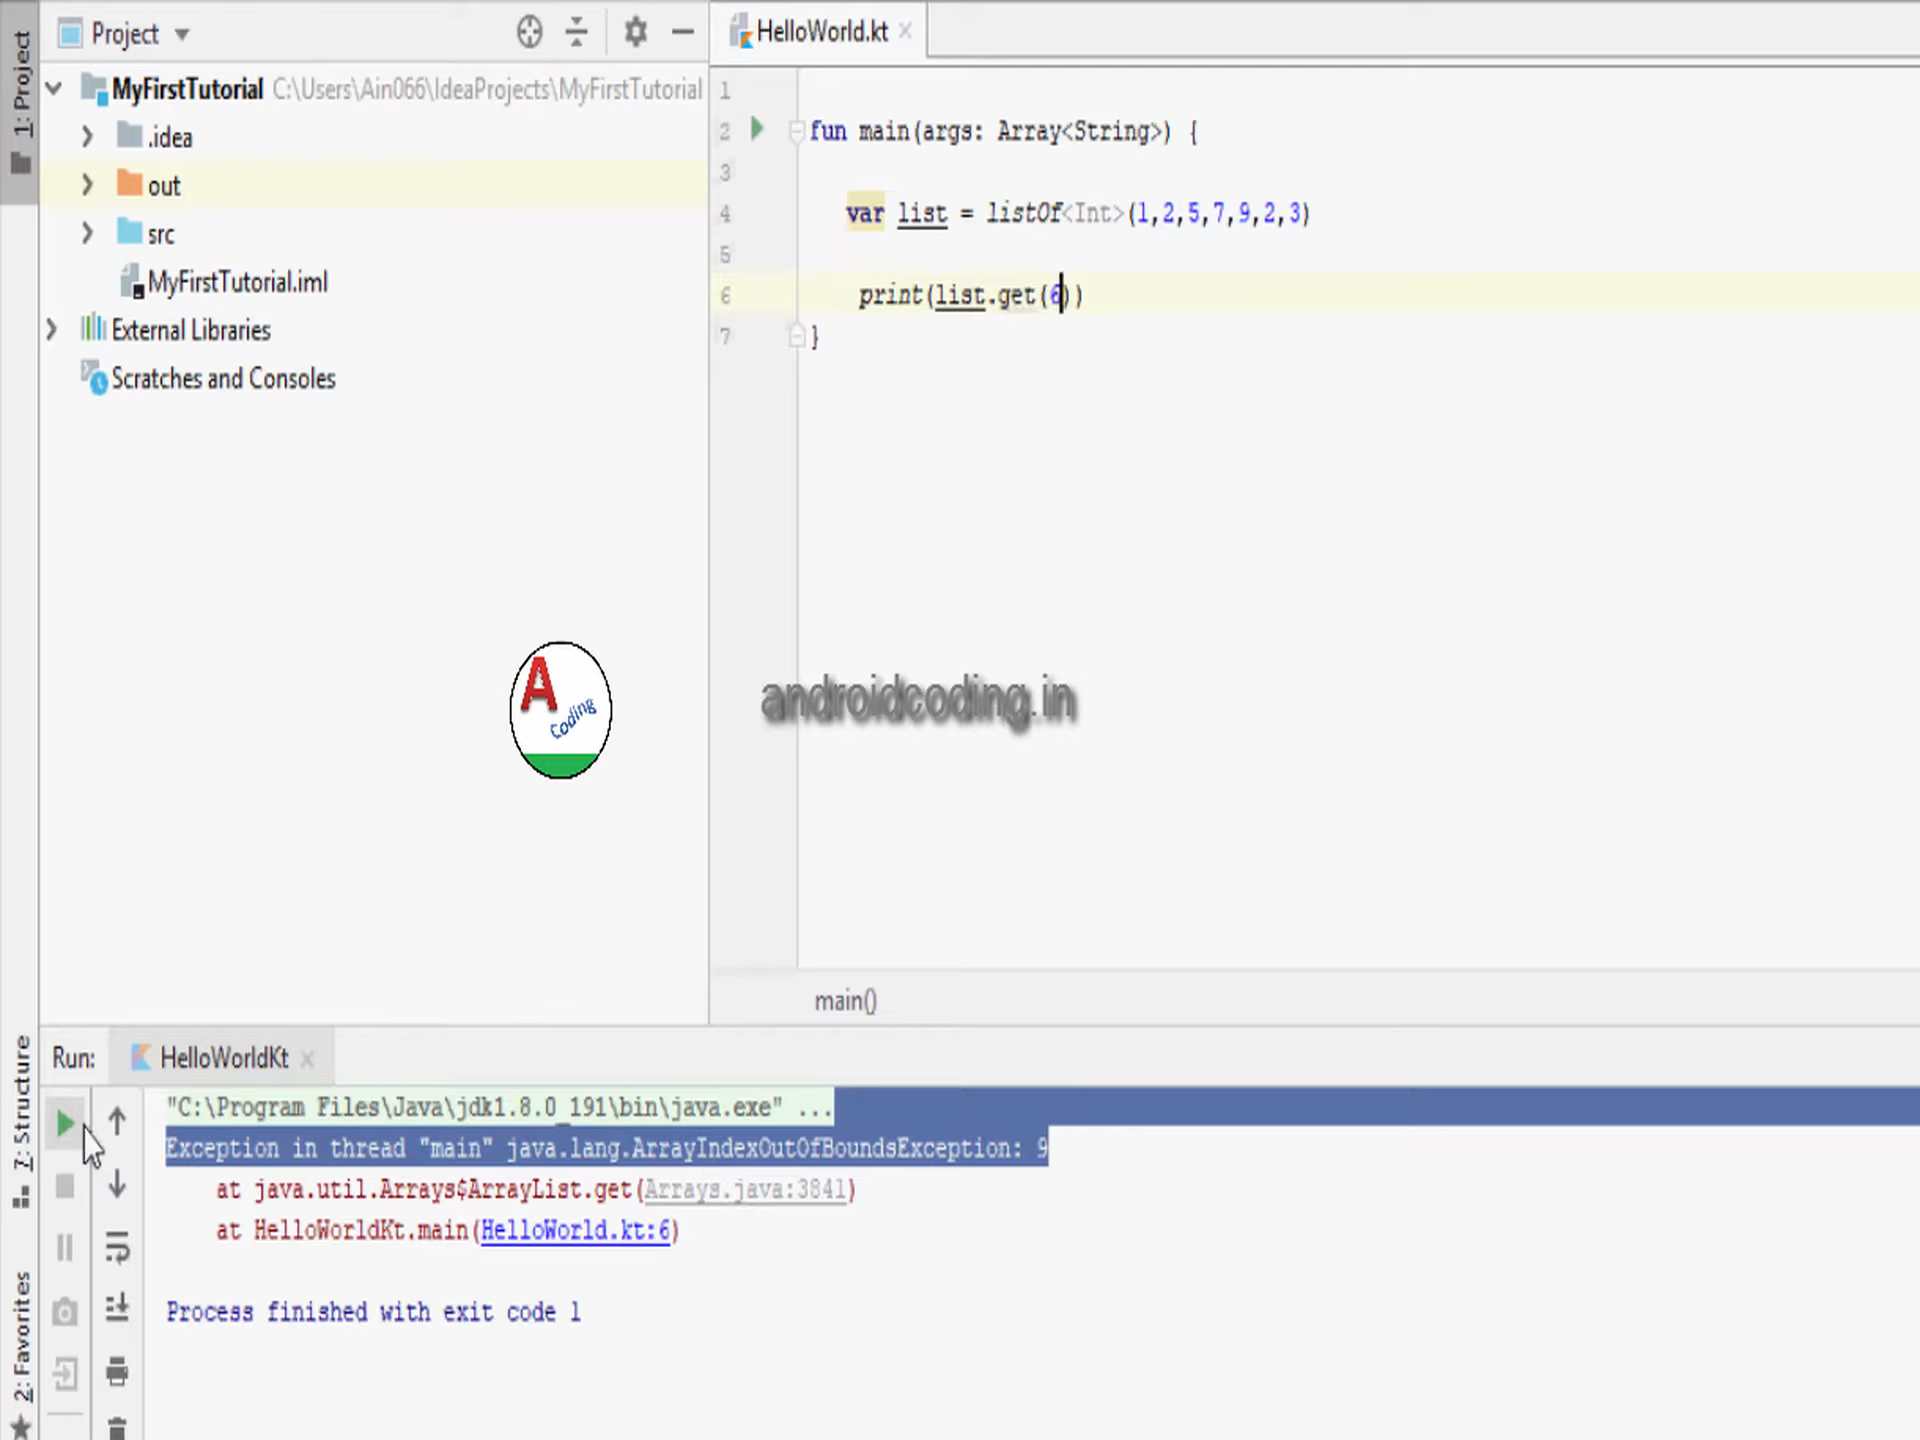 Project
HelloWorld.kt
1: Project
MyFirstTutorial C:\Users\Ain066\IdeaProjects\MyFirstTutorial
.idea
out
src
MyFirstTutorial.iml
External Libraries
Scratches and Consoles
1
2 fun main(args: Array<String>) {
3
4 var list = listOf<Int>(1,2,5,7,9,2,3)
5
6 print(list.get(6))
7 }
A
Coding
androidcoding.in
main()
7: Structure
2: Favorites
Run: HelloWorldKt
"C:\Program Files\Java\jdk1.8.0_191\bin\java.exe" ...
Exception in thread "main" java.lang.ArrayIndexOutOfBoundsException: 9
at java.util.Arrays$ArrayList.get(Arrays.java:3841)
at HelloWorldKt.main(HelloWorld.kt:6)
Process finished with exit code 1